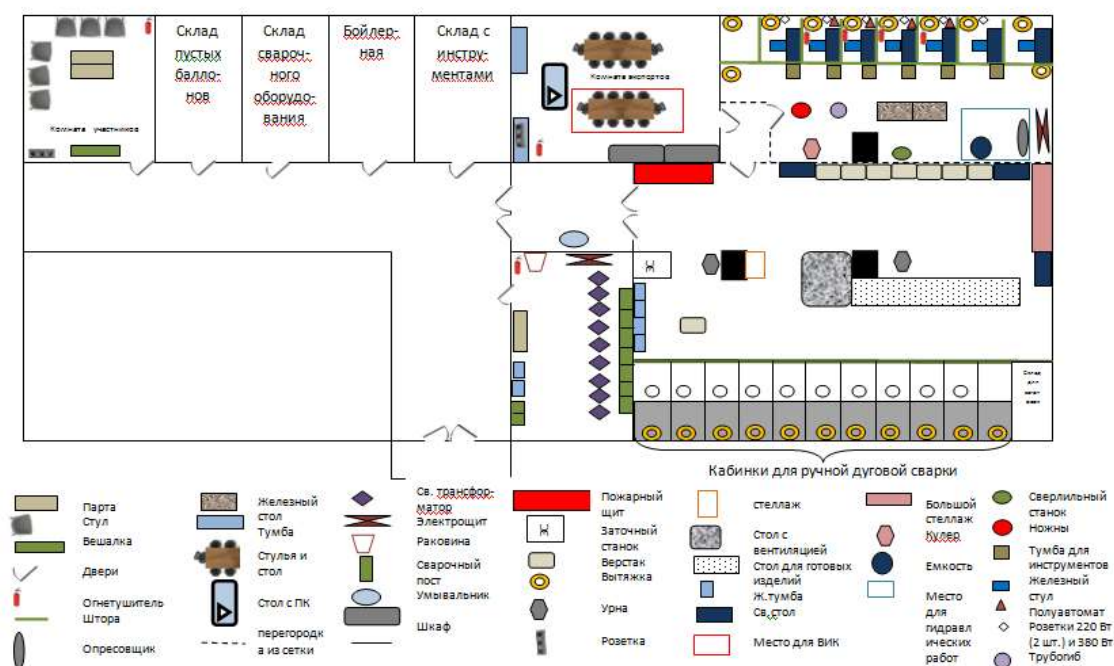 Склад
пустых
балло-
нов
Склад
свароч-
ного
оборудо-
вания
Бойлер-
ная
Склад с
инстру-
ментами
Комната экспортов
Комната участников
Склад
для
Кабинки для ручной дуговой сварки
Парта
Стул
Вешалка
Двери
Огнетушитель
Штора
Опресовщик
Железный
стол
Тумба
Стулья и
стол
Стол с ПК
перегородк
а из сетки
Св. трансфор-
матор
Электрощит
Раковина
Сварочный
пост
Умывальник
Шкаф
Пожарный
щит
Заточный
станок
Верстак
Вытяжка
Урна
Розетка
стеллаж
Стол с
вентиляцией
Стол для готовых
изделий
Ж.тумба
Св.стол
Место для ВИК
Большой
стеллаж
Кулер
Емкость
Место
для
гидравл
ических
работ
Сверлильный
станок
Ножны
Тумба для
инструментов
Железный
стул
Полуавтомат
Розетки 220 Вт
(2 шт.) и 380 Вт
Трубогиб